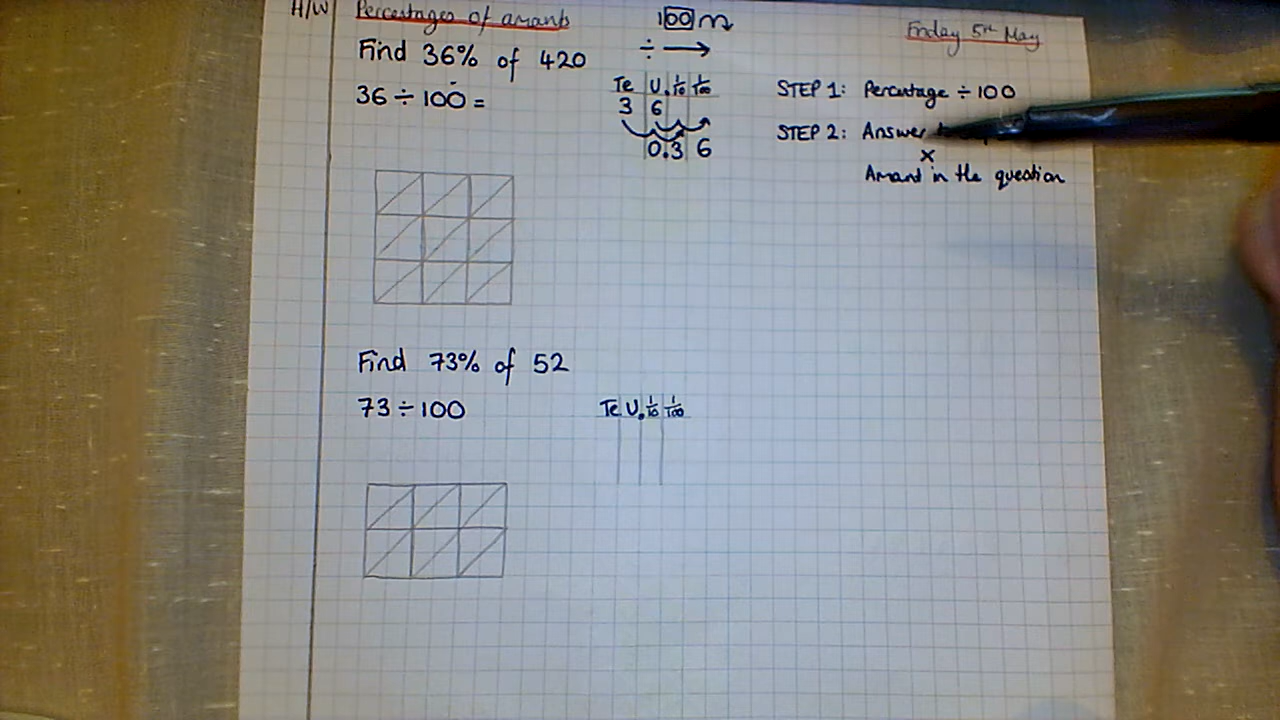 H/W Percentages of amounts
Friday 5th May
100
÷ →
Find 36% of 420
36 ÷ 100 =
Te U . 1/10 1/100
3 6
0.3 6
STEP 1: Percentage ÷ 100
STEP 2: Answer
×
Amount in the question
Find 73% of 52
73 ÷ 100
Te U . 1/10 1/100